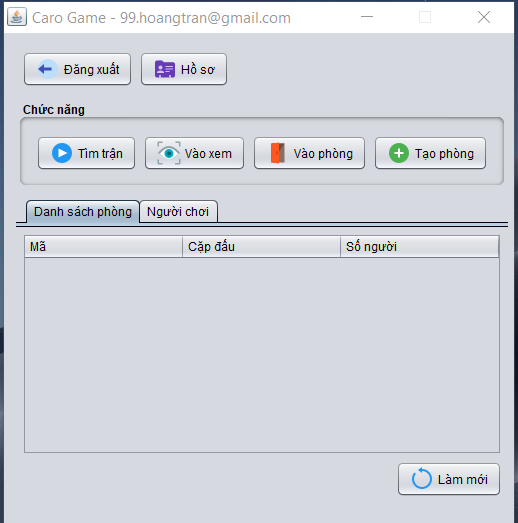 Caro Game - 99.hoangtran@gmail.com
Đăng xuất Hồ sơ
Chức năng
Tìm trận Vào xem Vào phòng Tạo phòng
Danh sách phòng Người chơi
Mã Cặp đấu Số người
Làm mới